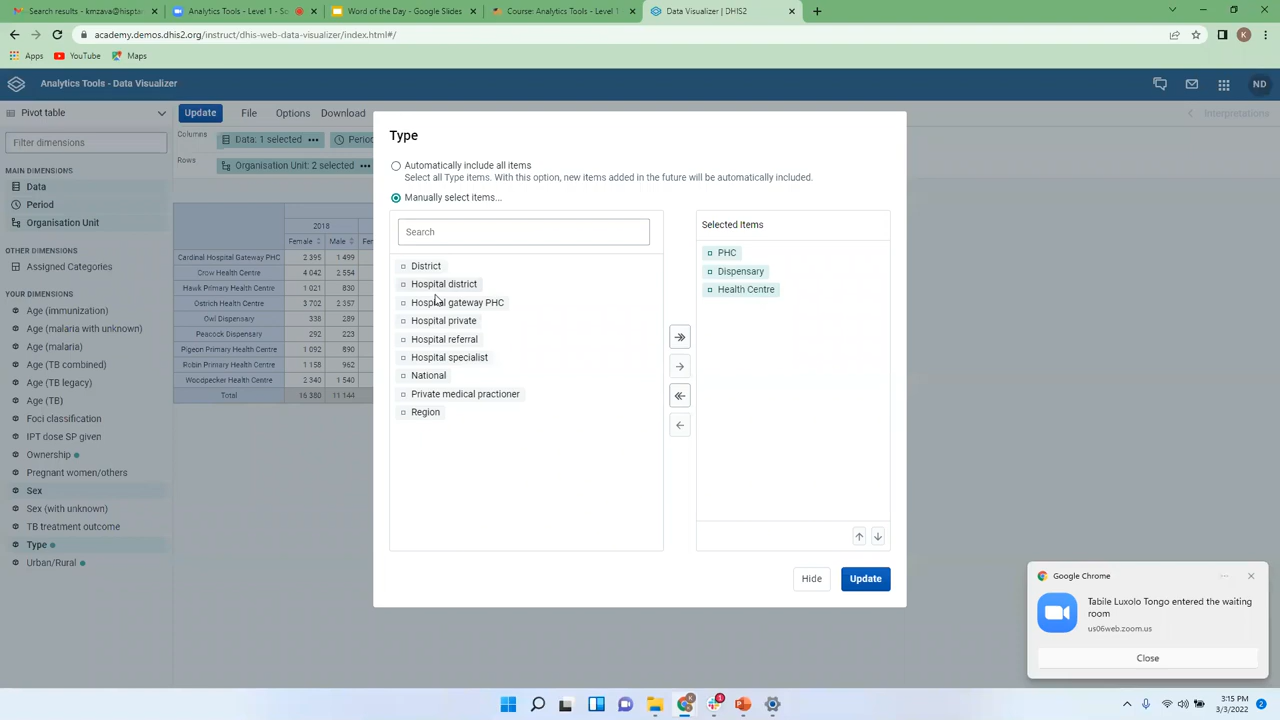 Search results - kmzava@hisptan
Analytics Tools - Level 1 - S
Word of the Day - Google Slides
Course: Analytics Tools - Level 1
Data Visualizer | DHIS2
academy.demos.dhis2.org/instruct/dhis-web-data-visualizer/index.html#/
K
Apps
YouTube
Maps
Analytics Tools - Data Visualizer
ND
Pivot table
Update
File
Options
Download
Interpretations
Filter dimensions
Columns
Data: 1 selected
Period
Rows
Organisation Unit: 2 selected
MAIN DIMENSIONS
Data
Period
Organisation Unit
OTHER DIMENSIONS
Assigned Categories
YOUR DIMENSIONS
Age (immunization)
Age (malaria with unknown)
Age (malaria)
Age (TB combined)
Age (TB legacy)
Age (TB)
Foci classification
IPT dose SP given
Ownership
Pregnant women/others
Sex
Sex (with unknown)
TB treatment outcome
Type
Urban/Rural
2018
Female Male
Cardinal Hospital Gateway PHC 2 395 1 499
Crow Health Centre 4 042 2 554
Hawk Primary Health Centre 1 021 830
Ostrich Health Centre 3 702 2 357
Owl Dispensary 338 289
Peacock Dispensary 292 223
Pigeon Primary Health Centre 1 092 890
Robin Primary Health Centre 1 158 962
Woodpecker Health Centre 2 340 1 540
Total 16 380 11 144
Type
Automatically include all items
Select all Type items. With this option, new items added in the future will be automatically included.
Manually select items...
Search
District
Hospital district
Hospital gateway PHC
Hospital private
Hospital referral
Hospital specialist
National
Private medical practioner
Region
Selected Items
PHC
Dispensary
Health Centre
Hide
Update
Google Chrome
Tabile Luxolo Tongo entered the waiting
room
us06web.zoom.us
Close
3:15 PM
3/3/2022